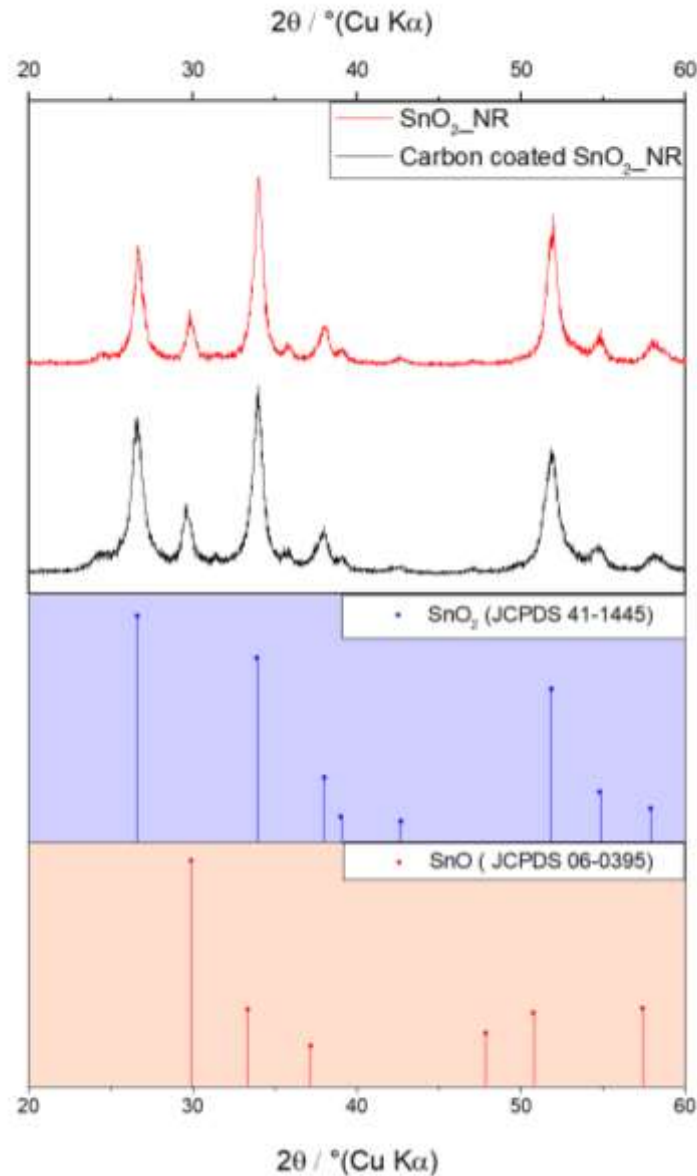 2θ / °(Cu Kα)
20 30 40 50 60
SnO₂_NR
Carbon coated SnO₂_NR
SnO₂ (JCPDS 41-1445)
SnO ( JCPDS 06-0395)
20 30 40 50 60
2θ / °(Cu Kα)